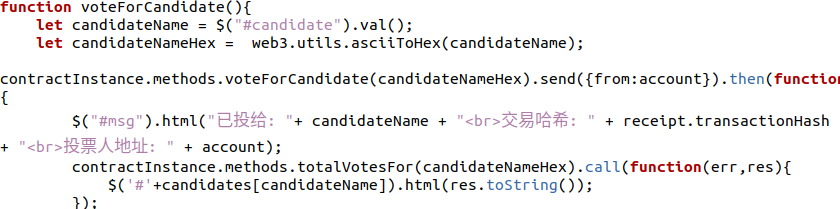 function voteForCandidate(){
    let candidateName = $("#candidate").val();
    let candidateNameHex =  web3.utils.asciiToHex(candidateName);
contractInstance.methods.voteForCandidate(candidateNameHex).send({from:account}).then(function
{
        $("#msg").html("已投给: "+ candidateName + "<br>交易哈希: " + receipt.transactionHash
+ "<br>投票人地址: " + account);
        contractInstance.methods.totalVotesFor(candidateNameHex).call(function(err,res){
            $('#'+candidates[candidateName]).html(res.toString());
        });